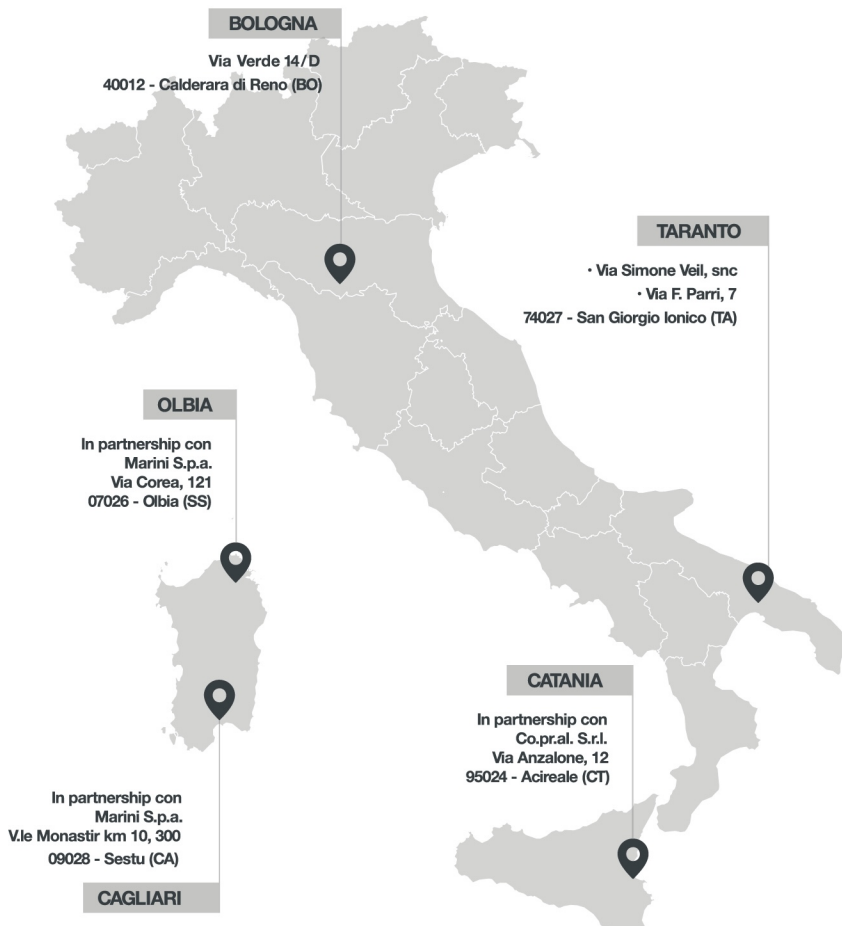 BOLOGNA
Via Verde 14/D
40012 - Calderara di Reno (BO)
TARANTO
• Via Simone Veil, snc
• Via F. Parri, 7
74027 - San Giorgio Ionico (TA)
OLBIA
In partnership con
Marini S.p.a.
Via Corea, 121
07026 - Olbia (SS)
CATANIA
In partnership con
Co.pr.al. S.r.l.
Via Anzalone, 12
95024 - Acireale (CT)
In partnership con
Marini S.p.a.
V.le Monastir km 10, 300
09028 - Sestu (CA)
CAGLIARI